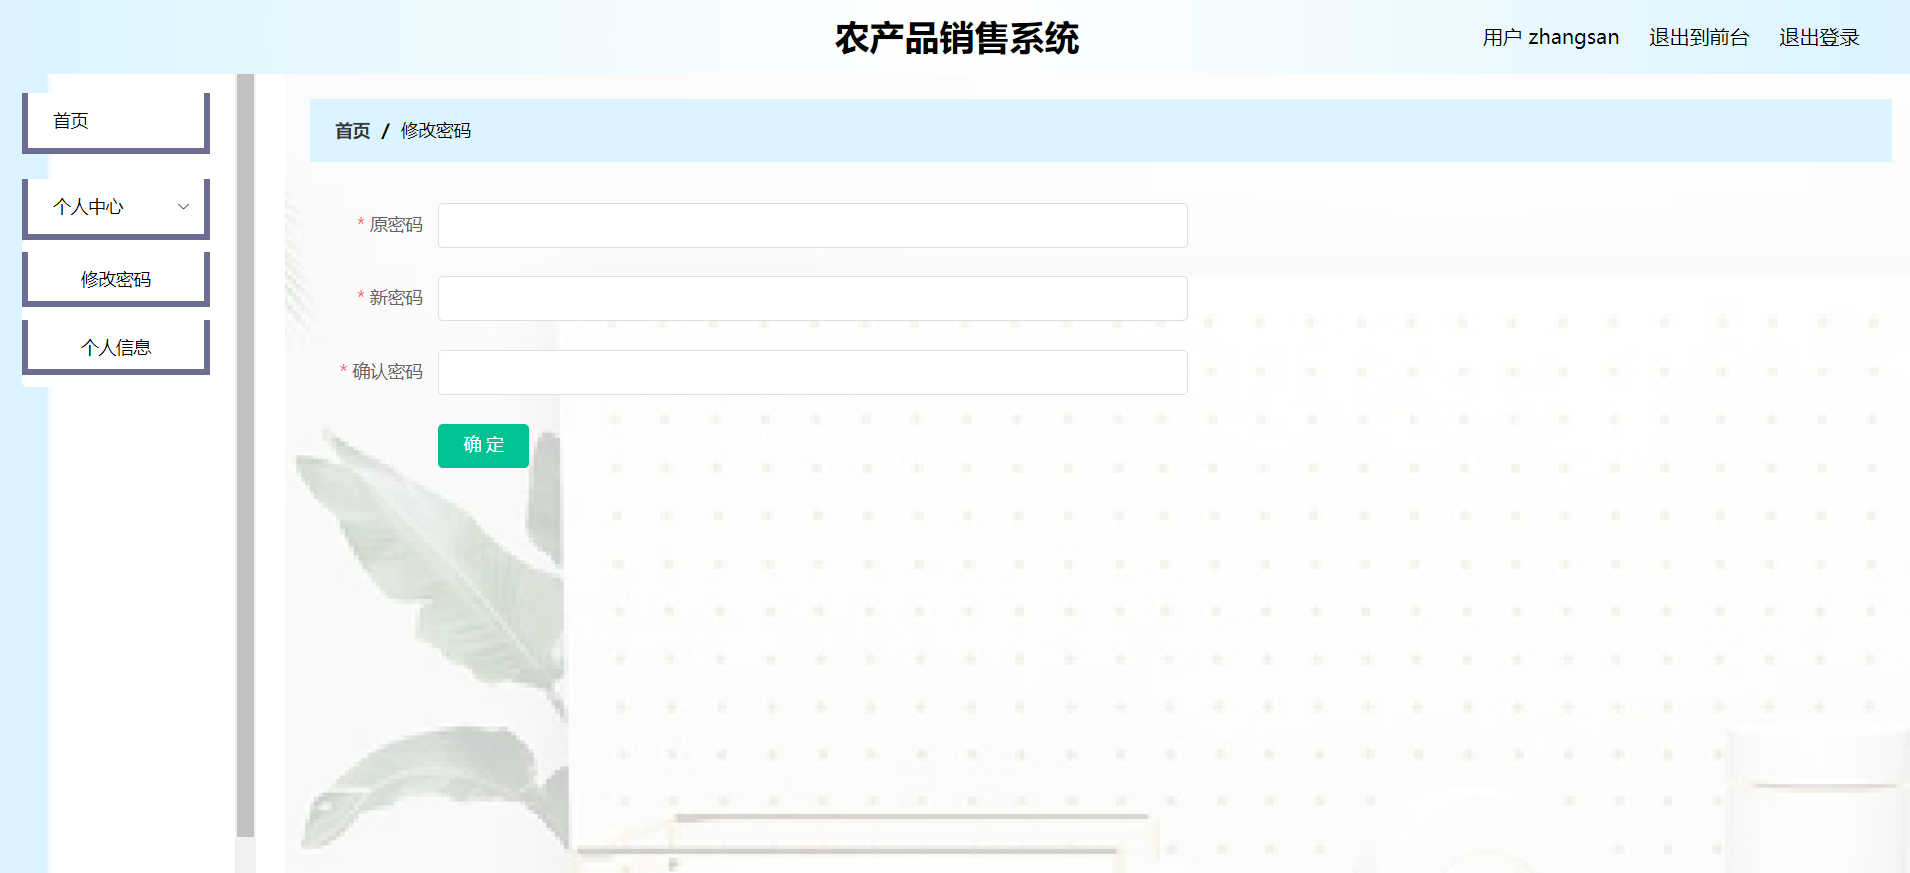 农产品销售系统
用户 zhangsan 退出到前台 退出登录
首页
个人中心
修改密码
个人信息
首页 / 修改密码
* 原密码
* 新密码
* 确认密码
确 定